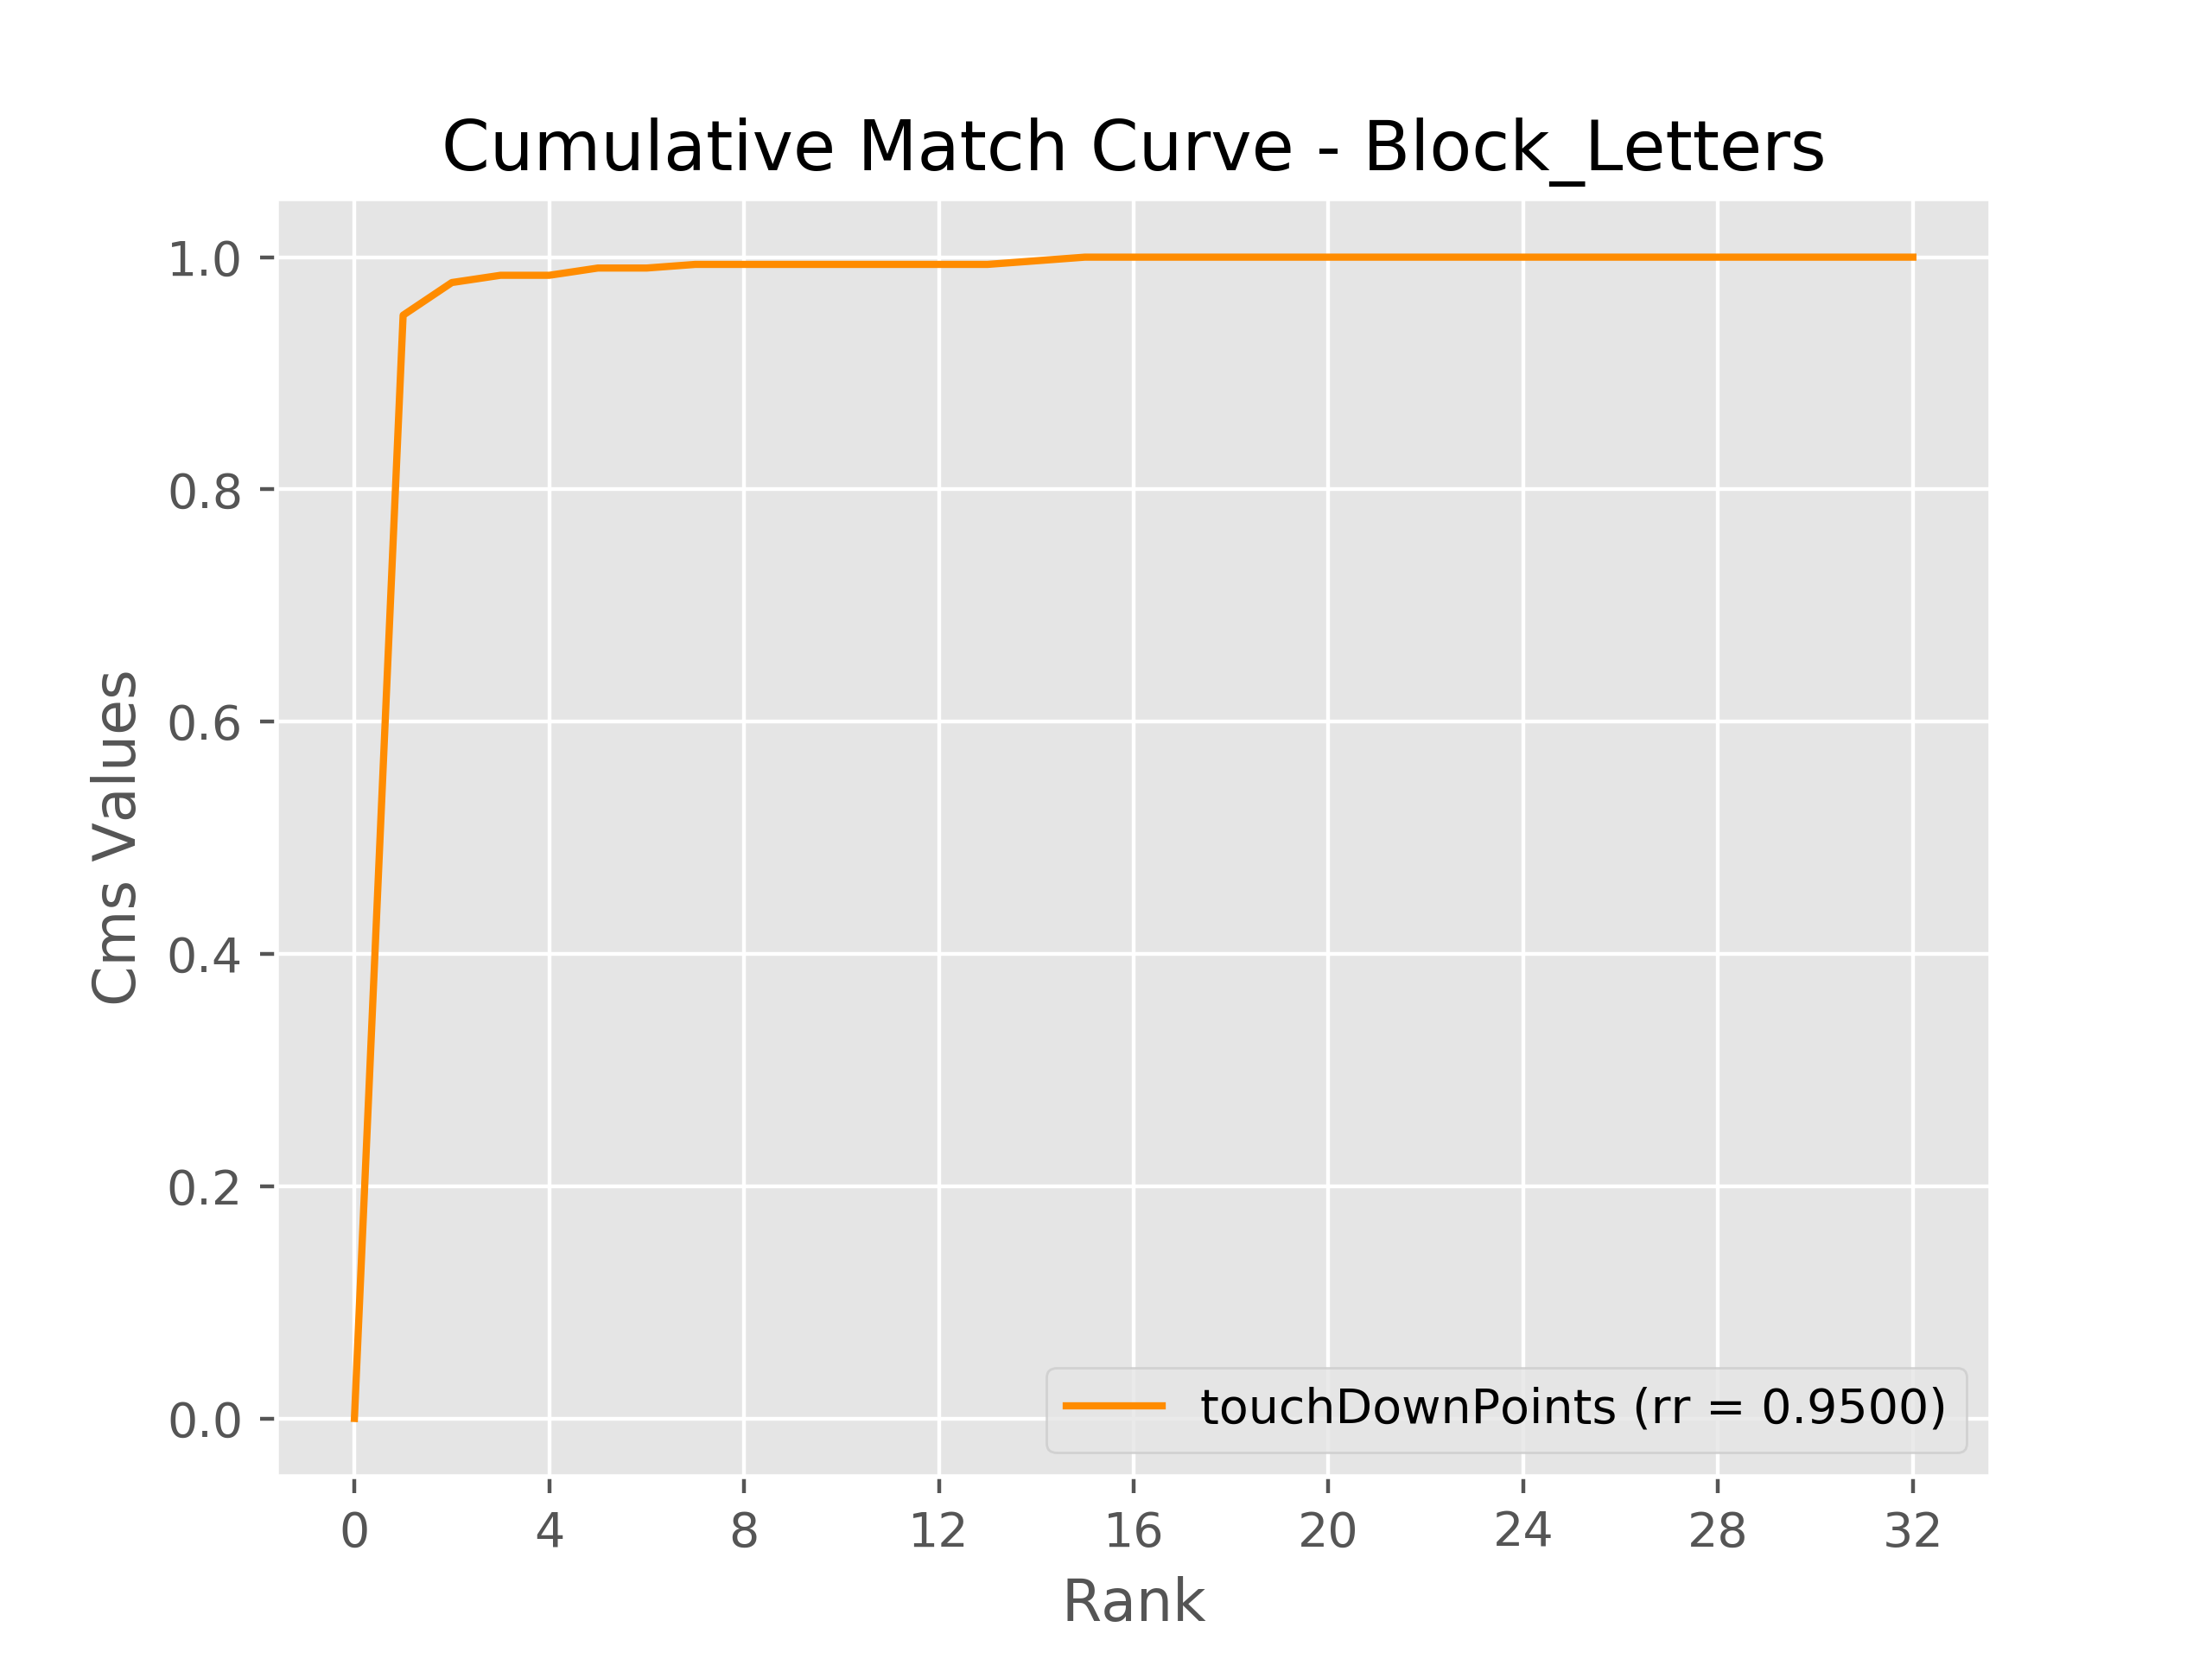 Cumulative Match Curve - Block_Letters
1.0
0.8
0.6
0.4
0.2
0.0
Cms Values
touchDownPoints (rr = 0.9500)
0 4 8 12 16 20 24 28 32
Rank